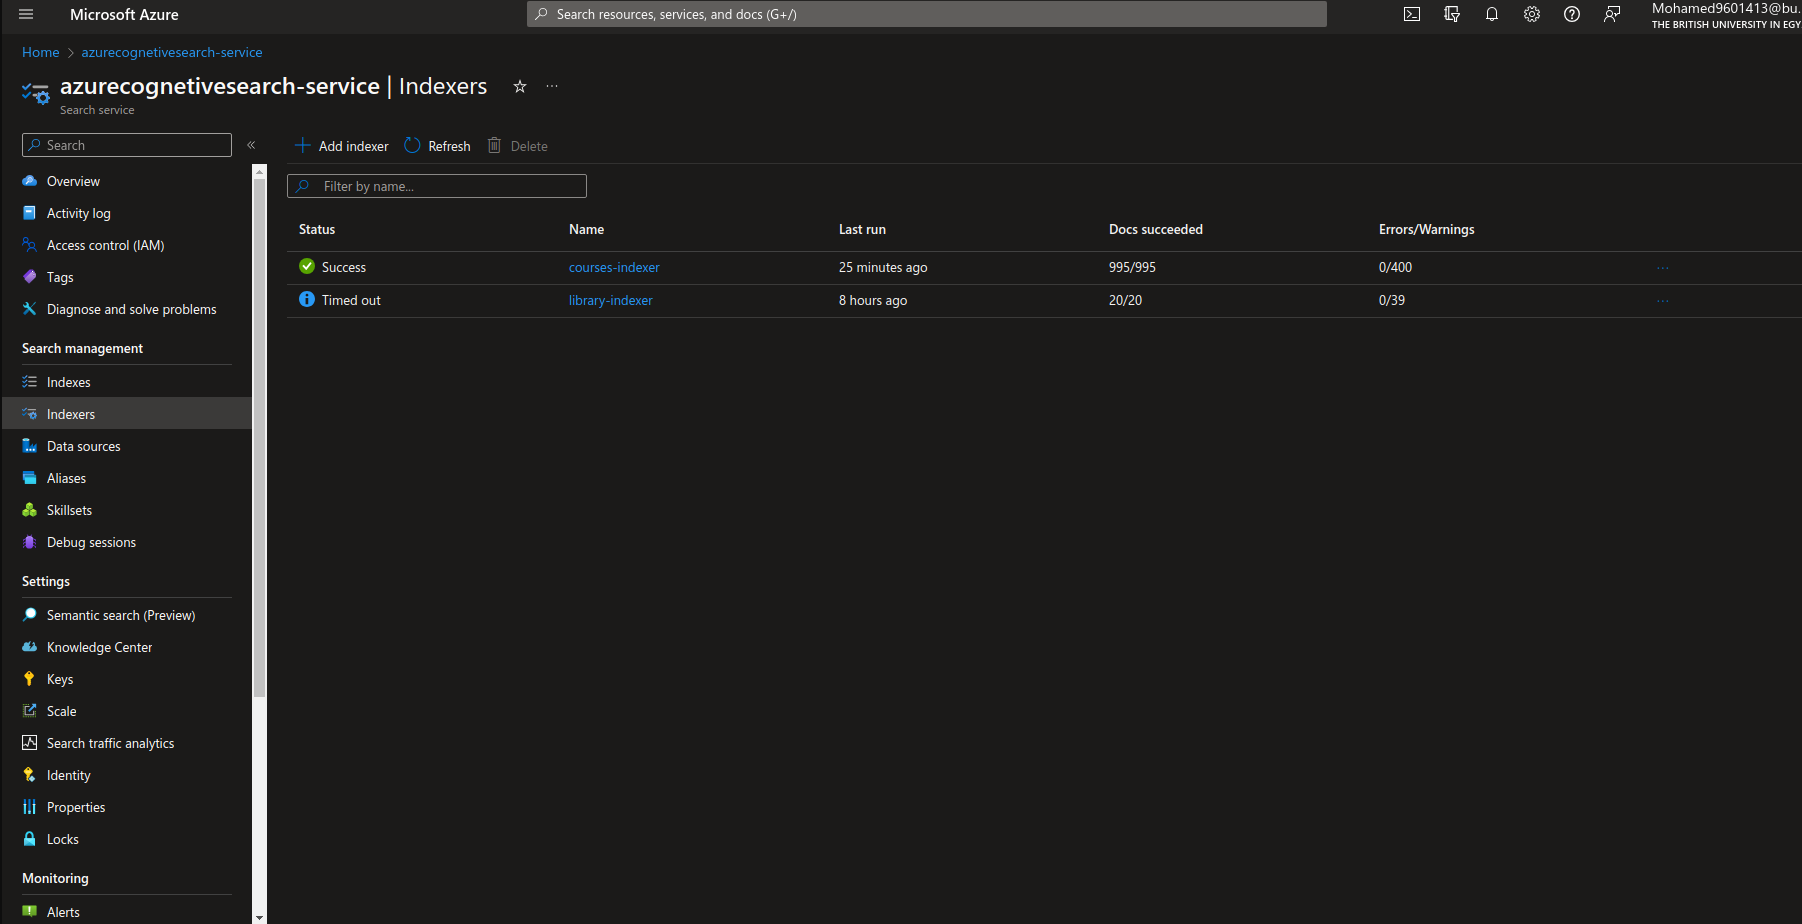 Microsoft Azure
Search resources, services, and docs (G+/)
Mohamed9601413@bu.
THE BRITISH UNIVERSITY IN EGY
Home > azurecognetivesearch-service
azurecognetivesearch-service | Indexers
Search service
Search
Add indexer Refresh Delete
Filter by name...
Overview
Activity log
Access control (IAM)
Tags
Diagnose and solve problems
Search management
Indexes
Indexers
Data sources
Aliases
Skillsets
Debug sessions
Settings
Semantic search (Preview)
Knowledge Center
Keys
Scale
Search traffic analytics
Identity
Properties
Locks
Monitoring
Alerts
Status Name Last run Docs succeeded Errors/Warnings
Success courses-indexer 25 minutes ago 995/995 0/400
Timed out library-indexer 8 hours ago 20/20 0/39